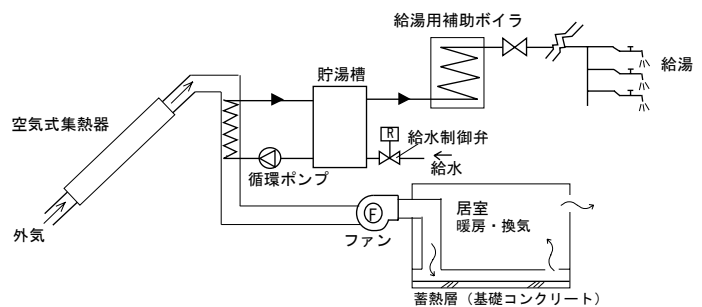 給湯用補助ボイラ
給湯
貯湯槽
空気式集熱器
R
給水制御弁
給水
循環ポンプ
外気
F
ファン
居室
暖房・換気
蓄熱層（基礎コンクリート）